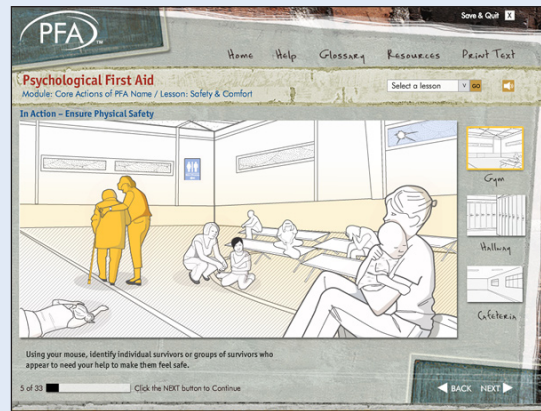 Save & Quit X
PFA™
Home Help Glossary Resources Print Text
Psychological First Aid
Select a lesson v GO
Module: Core Actions of PFA Name / Lesson: Safety & Comfort
In Action – Ensure Physical Safety
Gym
Hallway
Cafeteria
Using your mouse, identify individual survivors or groups of survivors who
appear to need your help to make them feel safe.
5 of 33 Click the NEXT button to Continue BACK NEXT